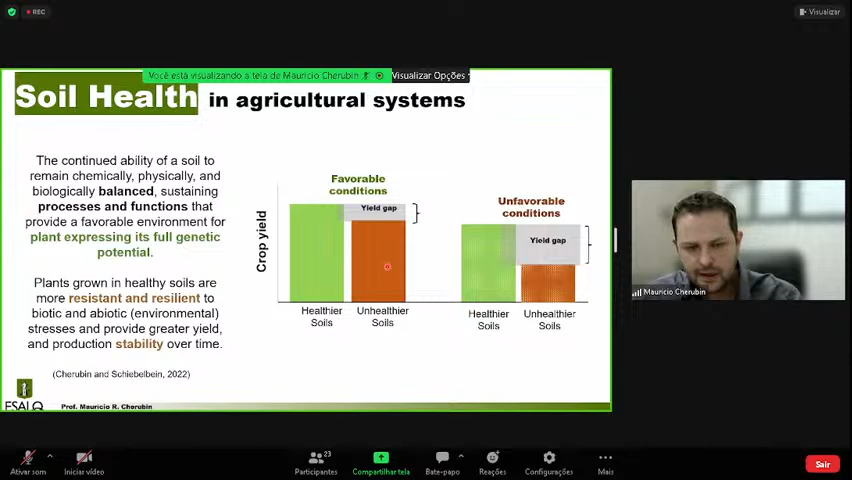 REC
Visualizar
Você está visualizando a tela de Mauricio Cherubin
Visualizar Opções
Soil Health in agricultural systems
The continued ability of a soil to
remain chemically, physically, and
biologically balanced, sustaining
processes and functions that
provide a favorable environment for
plant expressing its full genetic
potential.
Plants grown in healthy soils are
more resistant and resilient to
biotic and abiotic (environmental)
stresses and provide greater yield,
and production stability over time.
(Cherubin and Schiebelbein, 2022)
Crop yield
Favorable
conditions
Yield gap
Healthier
Soils
Unhealthier
Soils
Unfavorable
conditions
Yield gap
Healthier
Soils
Unhealthier
Soils
ESALQ
Prof. Mauricio R. Cherubin
Mauricio Cherubin
Ativar som
Iniciar vídeo
23
Participantes
Compartilhar tela
Bate-papo
Reações
Configurações
Mais
Sair